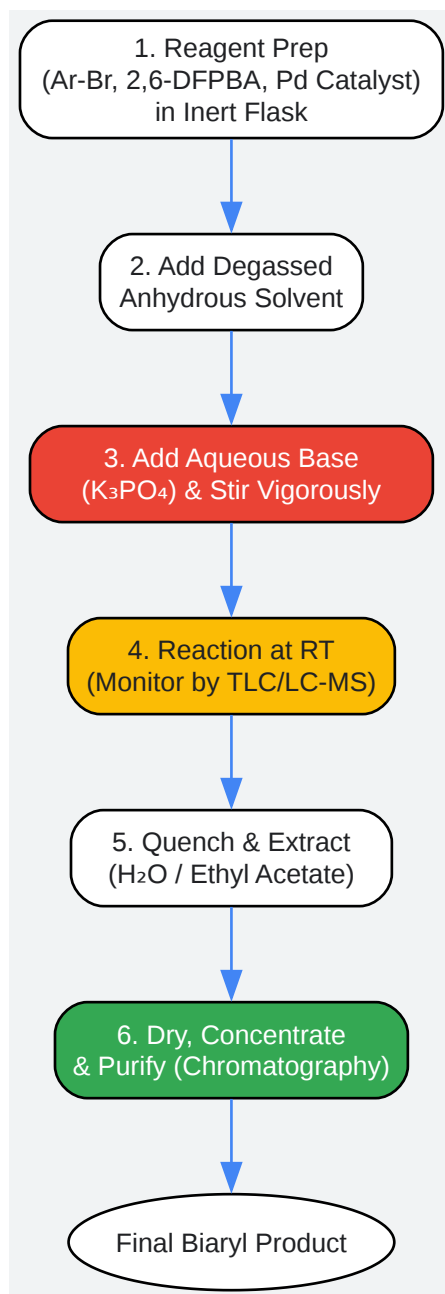 1. Reagent Prep
(Ar-Br, 2,6-DFPBA, Pd Catalyst)
in Inert Flask
2. Add Degassed
Anhydrous Solvent
3. Add Aqueous Base
(K₃PO₄) & Stir Vigorously
4. Reaction at RT
(Monitor by TLC/LC-MS)
5. Quench & Extract
(H₂O / Ethyl Acetate)
6. Dry, Concentrate
& Purify (Chromatography)
Final Biaryl Product